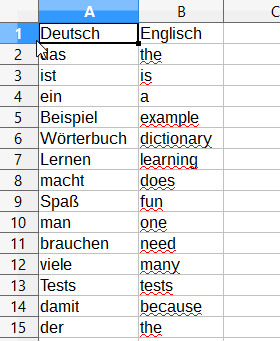 A B C
1 Deutsch Englisch
2 das the
3 ist is
4 ein a
5 Beispiel example
6 Wörterbuch dictionary
7 Lernen learning
8 macht does
9 Spaß fun
10 man one
11 brauchen need
12 viele many
13 Tests tests
14 damit because
15 der the